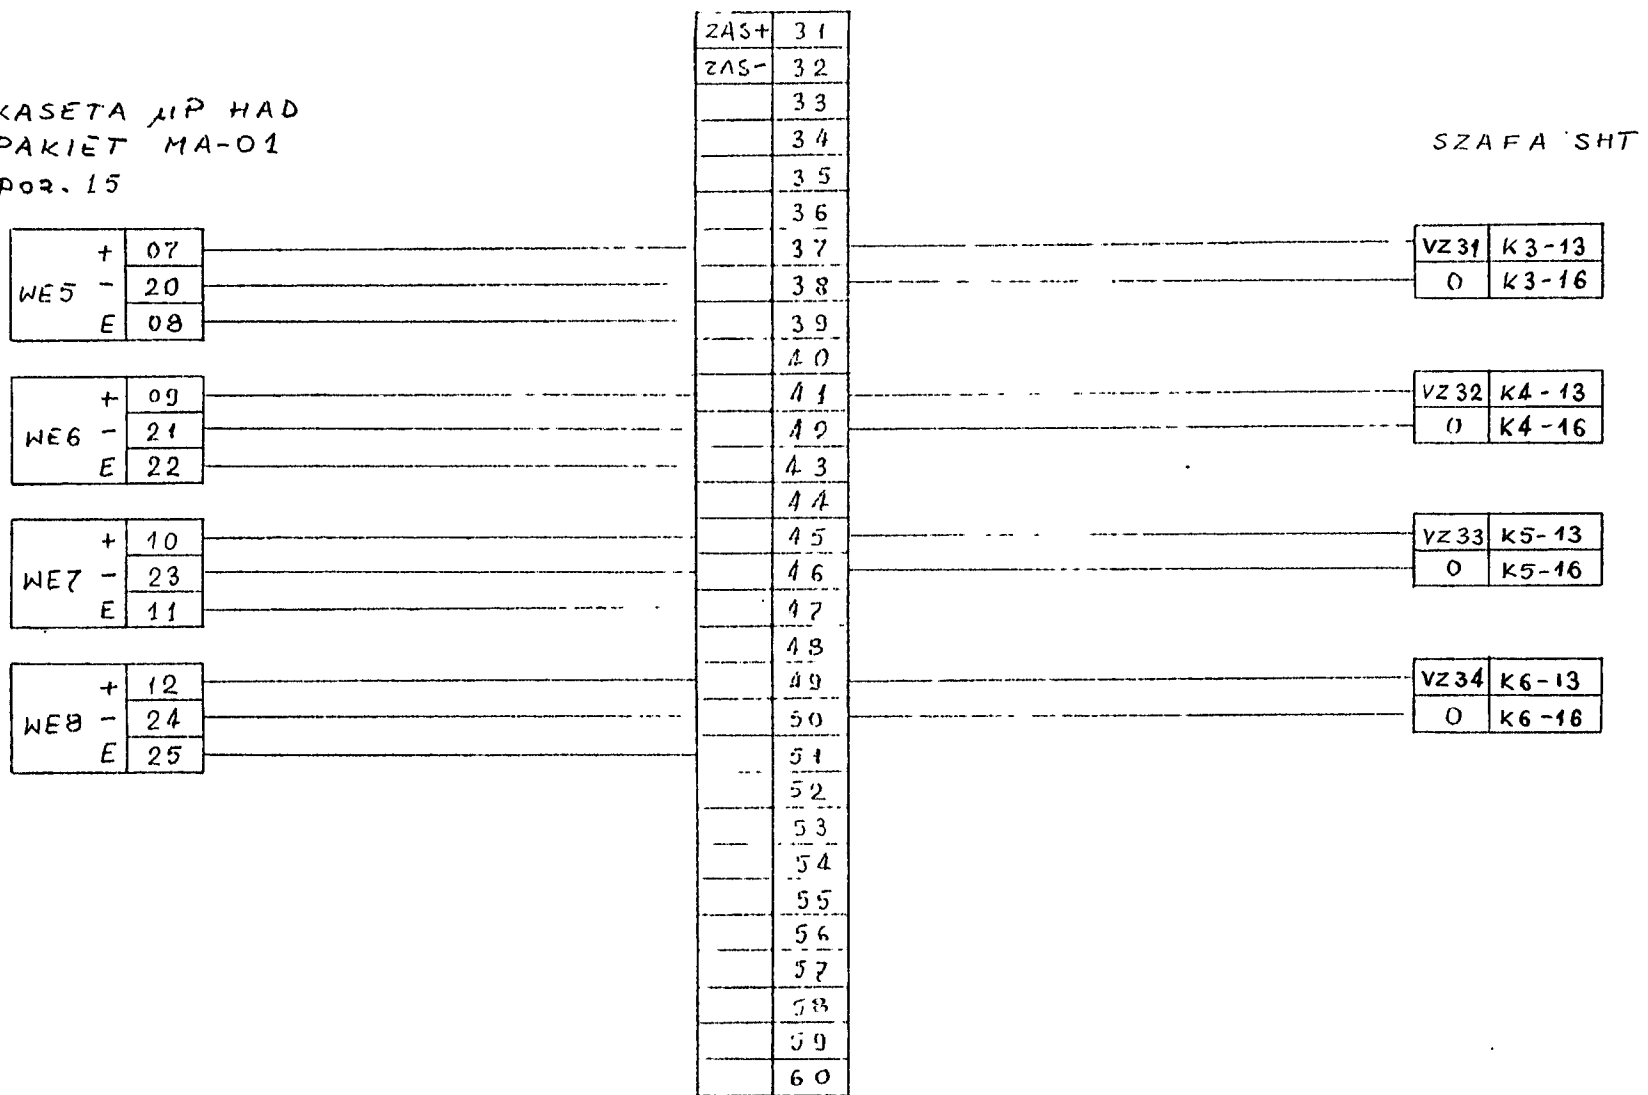 KASETA µP HAD
PAKIET MA-01
poz. 15
SZAFA SHT
ZAS+ 31
ZAS- 32
33
34
35
36
37
38
39
40
41
42
43
44
45
46
47
48
49
50
51
52
53
54
55
56
57
58
59
60
WE5
+ 07
- 20
E 08
WE6
+ 09
- 21
E 22
WE7
+ 10
- 23
E 11
WE8
+ 12
- 24
E 25
VZ31 K3-13
0 K3-16
VZ32 K4-13
0 K4-16
VZ33 K5-13
0 K5-16
VZ34 K6-13
0 K6-16